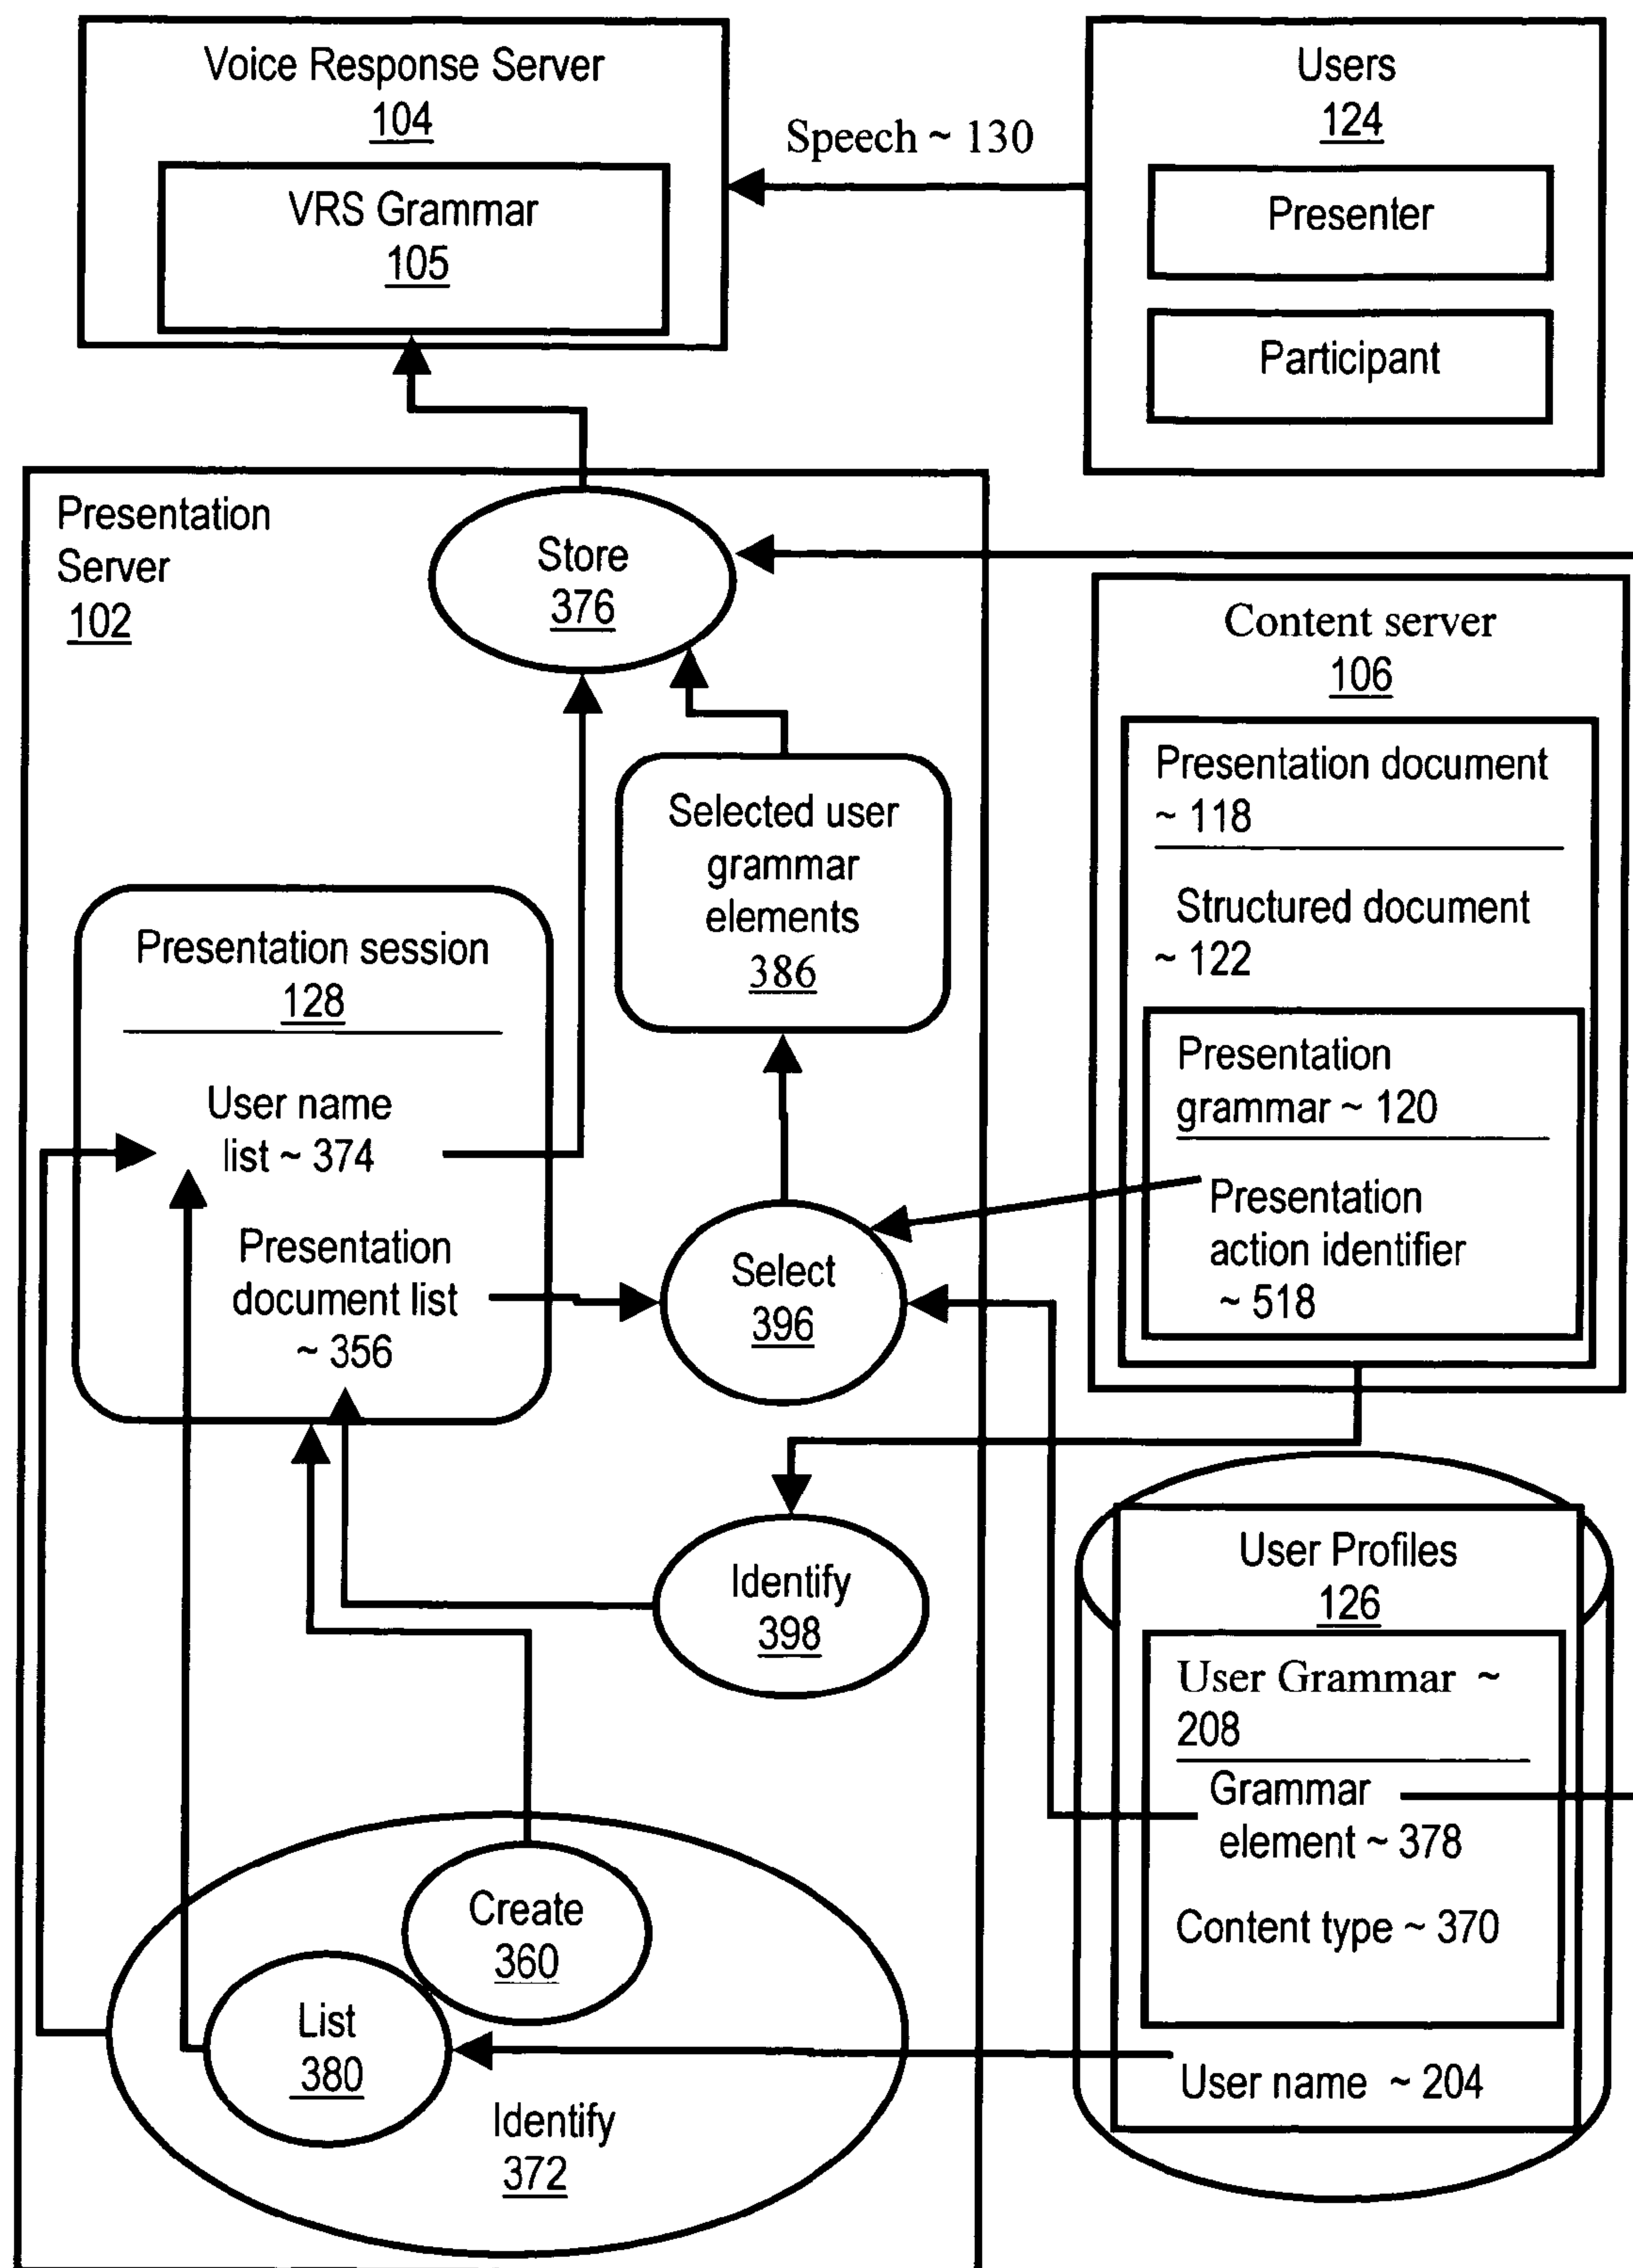 Voice Response Server
104
VRS Grammar
105
Speech ~ 130
Users
124
Presenter
Participant
Presentation
Server
102
Store
376
Selected user
grammar
elements
386
Presentation session
128
User name
list ~ 374
Presentation
document list
~ 356
Select
396
Identify
398
Create
360
List
380
Identify
372
Content server
106
Presentation document
~ 118
Structured document
~ 122
Presentation
grammar ~ 120
Presentation
action identifier
~ 518
User Profiles
126
User Grammar ~
208
Grammar
element ~ 378
Content type ~ 370
User name ~ 204